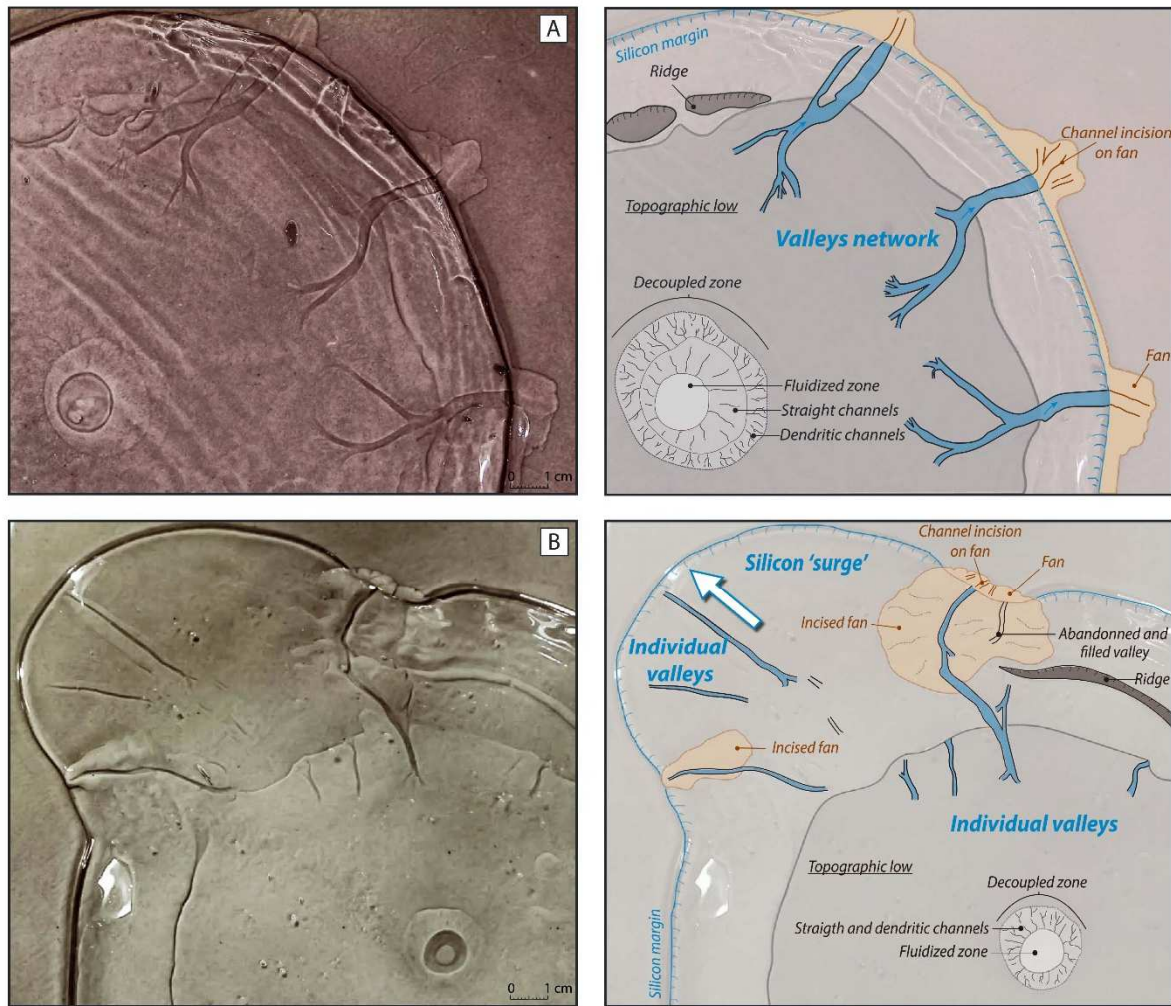 A
0 1 cm
Silicon margin
Ridge
Channel incision
on fan
Topographic low
Valleys network
Decoupled zone
Fan
Fluidized zone
Straight channels
Dendritic channels
B
0 1 cm
Channel incision
on fan
Silicon 'surge'
Fan
Incised fan
Individual
valleys
Abandonned and
filled valley
Ridge
Incised fan
Individual valleys
Topographic low
Decoupled zone
Straigth and dendritic channels
Fluidized zone
Silicon margin